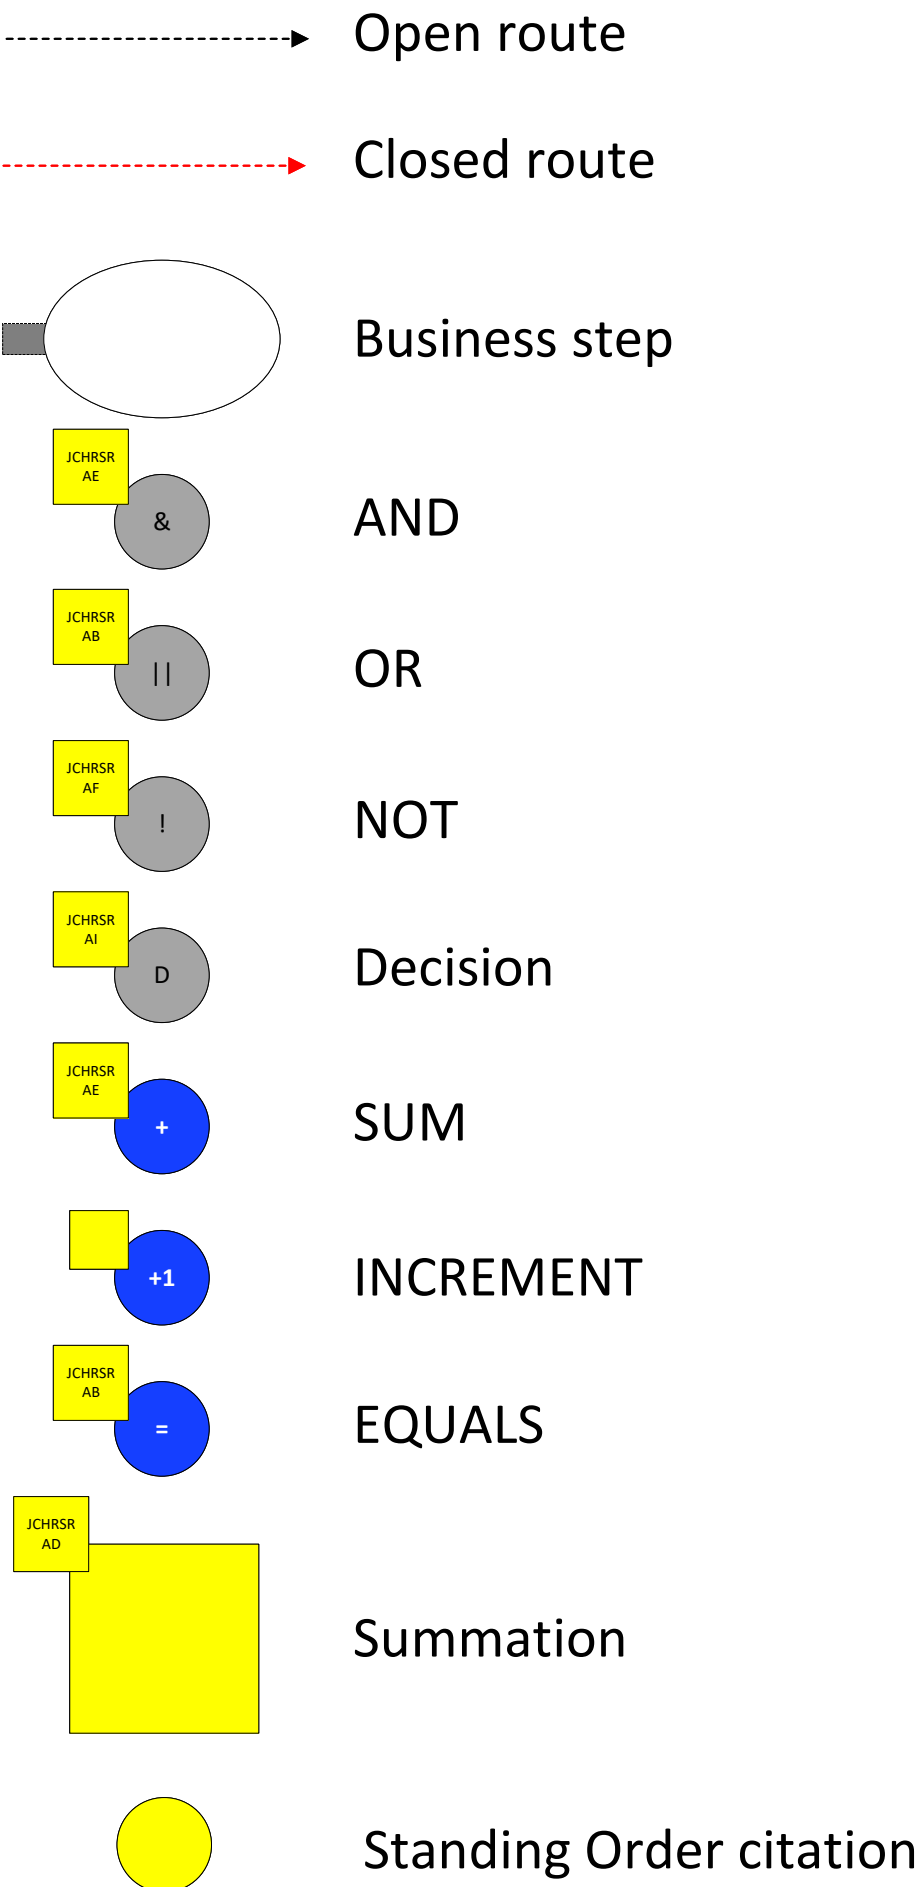 Open route
Closed route
Business step
JCHRSR
AE
&
AND
JCHRSR
AB
||
OR
JCHRSR
AF
!
NOT
JCHRSR
AI
D
Decision
JCHRSR
AE
+
SUM
+1
INCREMENT
JCHRSR
AB
=
EQUALS
JCHRSR
AD
Summation
Standing Order citation